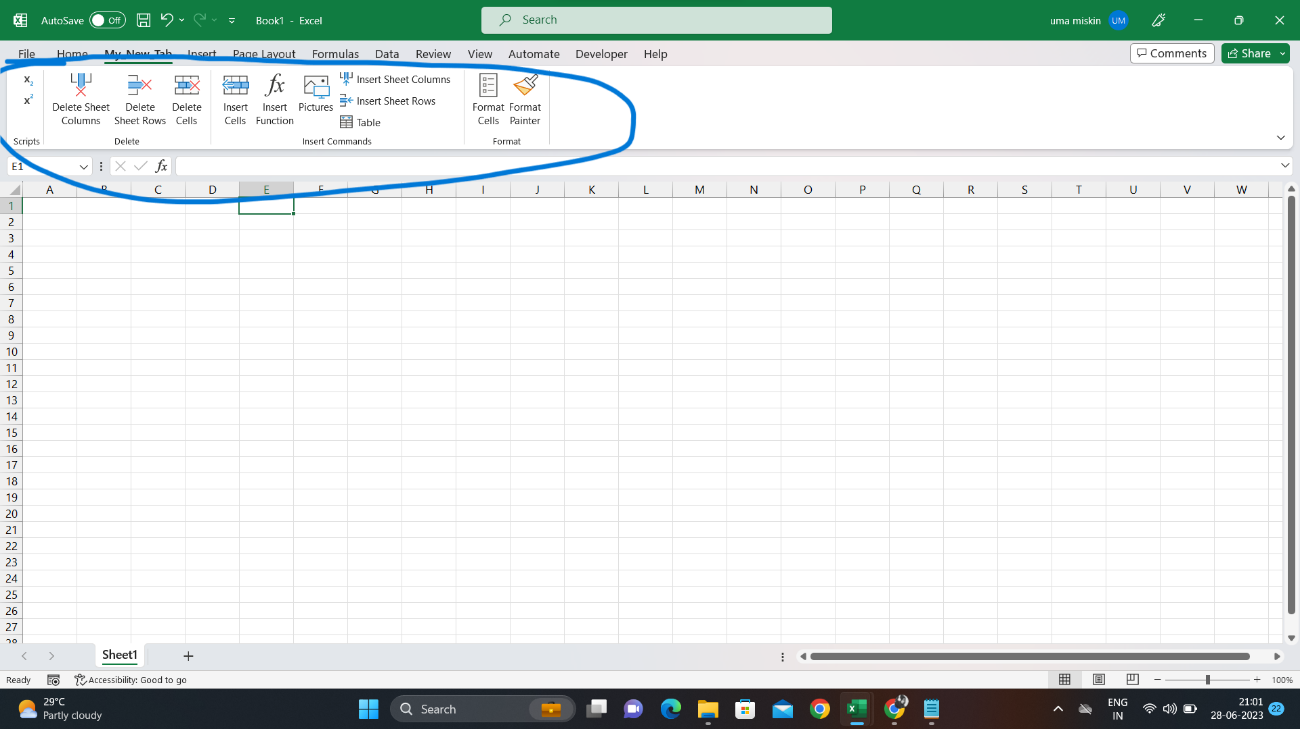 AutoSave Off Book1 - Excel Search uma miskin UM
File Home My_New_Tab Insert Page Layout Formulas Data Review View Automate Developer Help Comments Share
x₂ x²
Delete Sheet Columns Delete Sheet Rows Delete Cells
Insert Cells Insert Function Pictures
Insert Sheet Columns
Insert Sheet Rows
Table
Format Cells Format Painter
Scripts Delete Insert Commands Format
E1 fx
A B C D E F G H I J K L M N O P Q R S T U V W
1
2
3
4
5
6
7
8
9
10
11
12
13
14
15
16
17
18
19
20
21
22
23
24
25
26
27
28
Sheet1
Ready Accessibility: Good to go 100%
29°C
Partly cloudy
Search
ENG
IN
21:01
28-06-2023 22